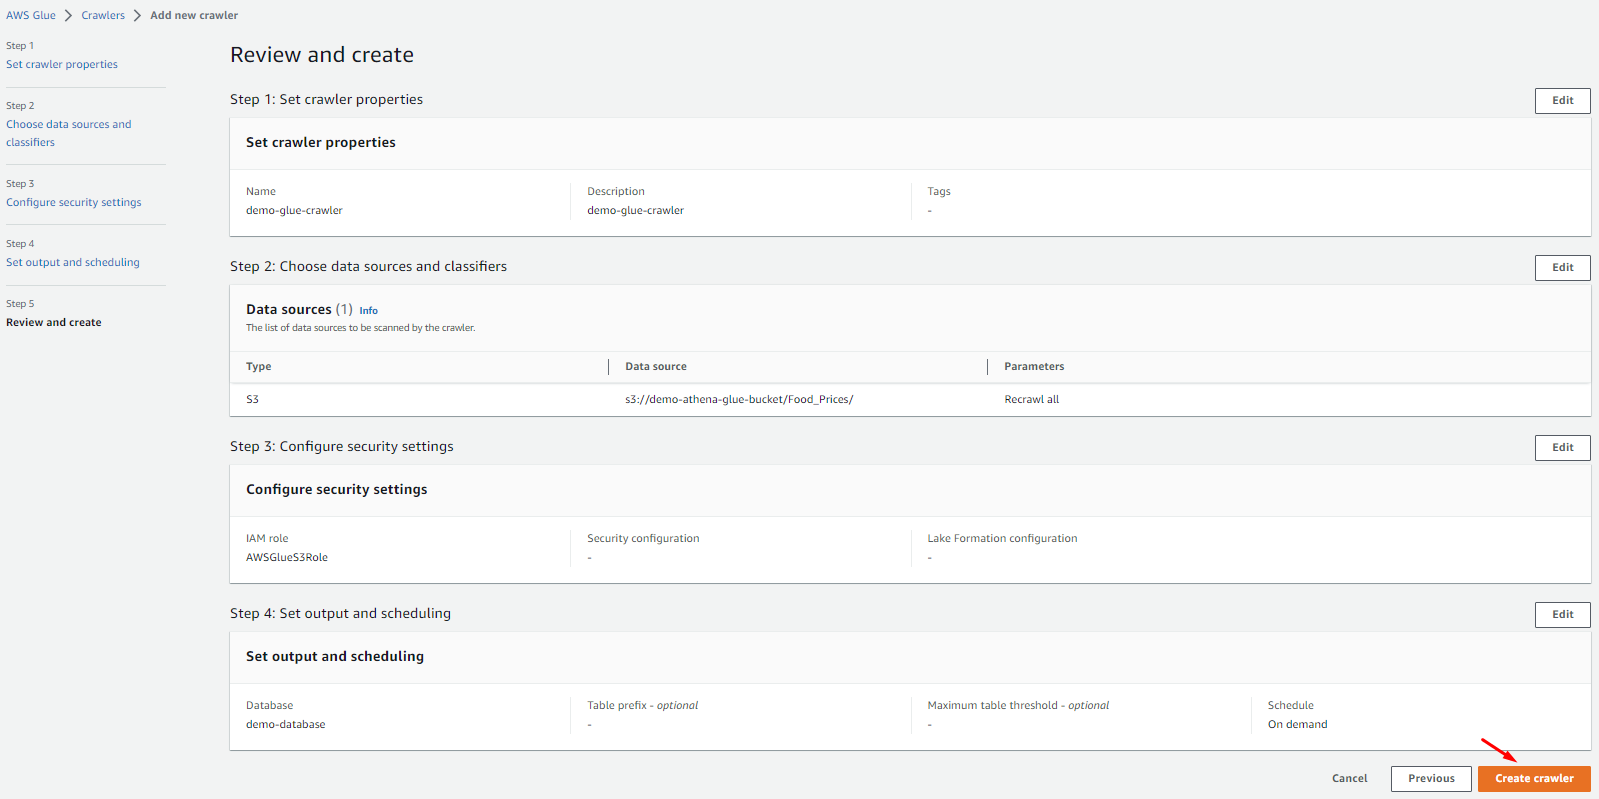 AWS Glue > Crawlers > Add new crawler
Step 1
Set crawler properties
Step 2
Choose data sources and
classifiers
Step 3
Configure security settings
Step 4
Set output and scheduling
Step 5
Review and create
Review and create
Step 1: Set crawler properties
Edit
Set crawler properties
Name
demo-glue-crawler
Description
demo-glue-crawler
Tags
-
Step 2: Choose data sources and classifiers
Edit
Data sources (1) Info
The list of data sources to be scanned by the crawler.
Type Data source Parameters
S3 s3://demo-athena-glue-bucket/Food_Prices/ Recrawl all
Step 3: Configure security settings
Edit
Configure security settings
IAM role
AWSGlueS3Role
Security configuration
-
Lake Formation configuration
-
Step 4: Set output and scheduling
Edit
Set output and scheduling
Database
demo-database
Table prefix - optional
-
Maximum table threshold - optional
-
Schedule
On demand
Cancel
Previous
Create crawler